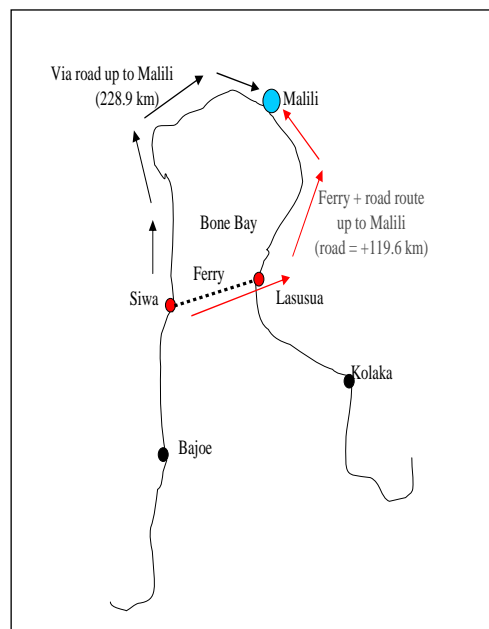 Via road up to Malili
(228.9 km)
Malili
Ferry + road route
up to Malili
(road = +119.6 km)
Bone Bay
Ferry
Siwa
Lasusua
Kolaka
Bajoe